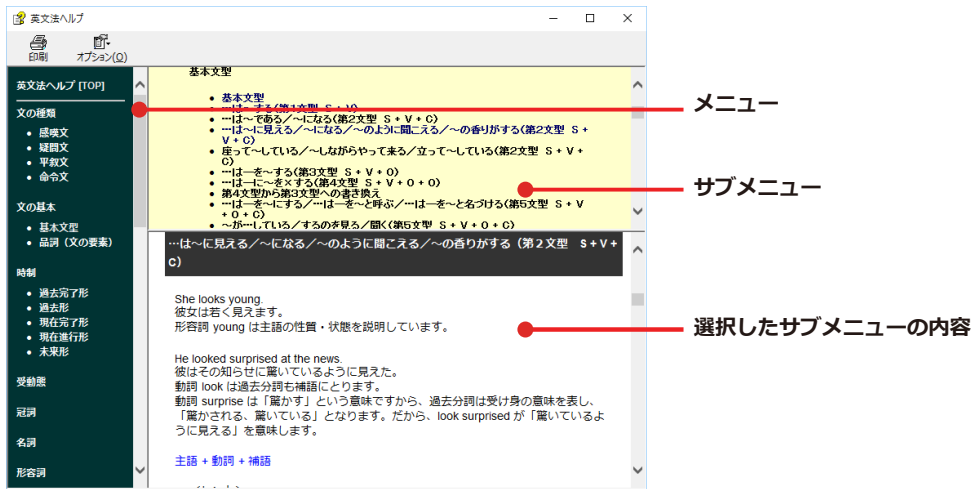 英文法ヘルプ
印刷
オプション(O)
英文法ヘルプ [TOP]
文の種類
• 感嘆文
• 疑問文
• 平叙文
• 命令文
文の基本
• 基本文型
• 品詞（文の要素）
時制
• 過去完了形
• 過去形
• 現在完了形
• 現在進行形
• 未来形
受動態
冠詞
名詞
形容詞
基本文型
• 基本文型
• …は～する(第1文型 S + V)
• …は～である／～になる(第2文型 S + V + C)
• …は～に見える／～になる／～のように聞こえる／～の香りがする(第2文型 S +
V + C)
• 座って～している／～しながらやって来る／立って～している(第2文型 S + V +
C)
• …は―を～する(第3文型 S + V + O)
• …は―に～を×する(第4文型 S + V + O + O)
• 第4文型から第3文型への書き換え
• …は―を～にする／…は―を～と呼ぶ／…は―を～と名づける(第5文型 S + V
+ O + C)
• ～が…している／するのを見る／聞く(第5文型 S + V + O + C)
…は～に見える／～になる／～のように聞こえる／～の香りがする（第２文型 S + V +
C）
She looks young.
彼女は若く見えます。
形容詞 young は主語の性質・状態を説明しています。
He looked surprised at the news.
彼はその知らせに驚いているように見えた。
動詞 look は過去分詞も補語にとります。
動詞 surprise は「驚かす」という意味ですから、過去分詞は受け身の意味を表し、
「驚かされる、驚いている」となります。だから、look surprised が「驚いているよ
うに見える」を意味します。
主語 + 動詞 + 補語
メニュー
サブメニュー
選択したサブメニューの内容